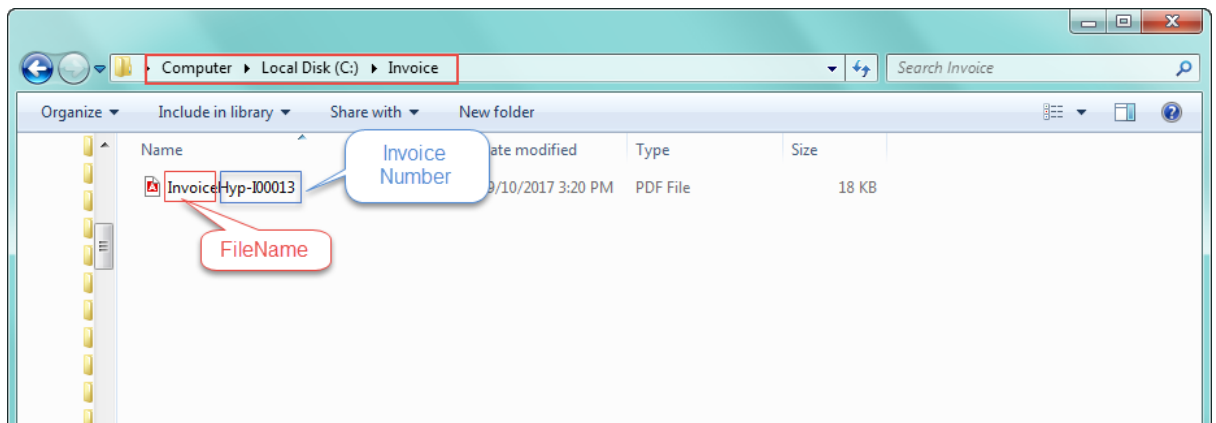 Computer ▸ Local Disk (C:) ▸ Invoice
Search Invoice
Organize
Include in library
Share with
New folder
Name
ate modified
Type
Size
InvoiceHyp-I00013
9/10/2017 3:20 PM
PDF File
18 KB
Invoice
Number
FileName